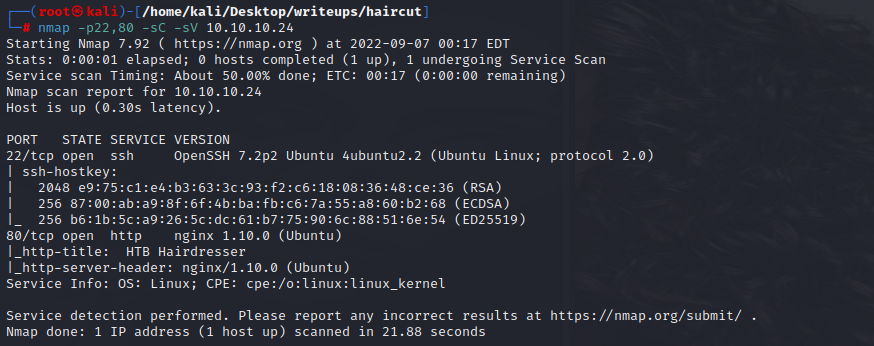 ┌──(root㉿kali)-[/home/kali/Desktop/writeups/haircut]
└─# nmap -p22,80 -sC -sV 10.10.10.24
Starting Nmap 7.92 ( https://nmap.org ) at 2022-09-07 00:17 EDT
Stats: 0:00:01 elapsed; 0 hosts completed (1 up), 1 undergoing Service Scan
Service scan Timing: About 50.00% done; ETC: 00:17 (0:00:00 remaining)
Nmap scan report for 10.10.10.24
Host is up (0.30s latency).

PORT   STATE SERVICE VERSION
22/tcp open  ssh     OpenSSH 7.2p2 Ubuntu 4ubuntu2.2 (Ubuntu Linux; protocol 2.0)
| ssh-hostkey:
|   2048 e9:75:c1:e4:b3:63:3c:93:f2:c6:18:08:36:48:ce:36 (RSA)
|   256 87:00:ab:a9:8f:6f:4b:ba:fb:c6:7a:55:a8:60:b2:68 (ECDSA)
|_  256 b6:1b:5c:a9:26:5c:dc:61:b7:75:90:6c:88:51:6e:54 (ED25519)
80/tcp open  http    nginx 1.10.0 (Ubuntu)
|_http-title:  HTB Hairdresser
|_http-server-header: nginx/1.10.0 (Ubuntu)
Service Info: OS: Linux; CPE: cpe:/o:linux:linux_kernel

Service detection performed. Please report any incorrect results at https://nmap.org/submit/ .
Nmap done: 1 IP address (1 host up) scanned in 21.88 seconds